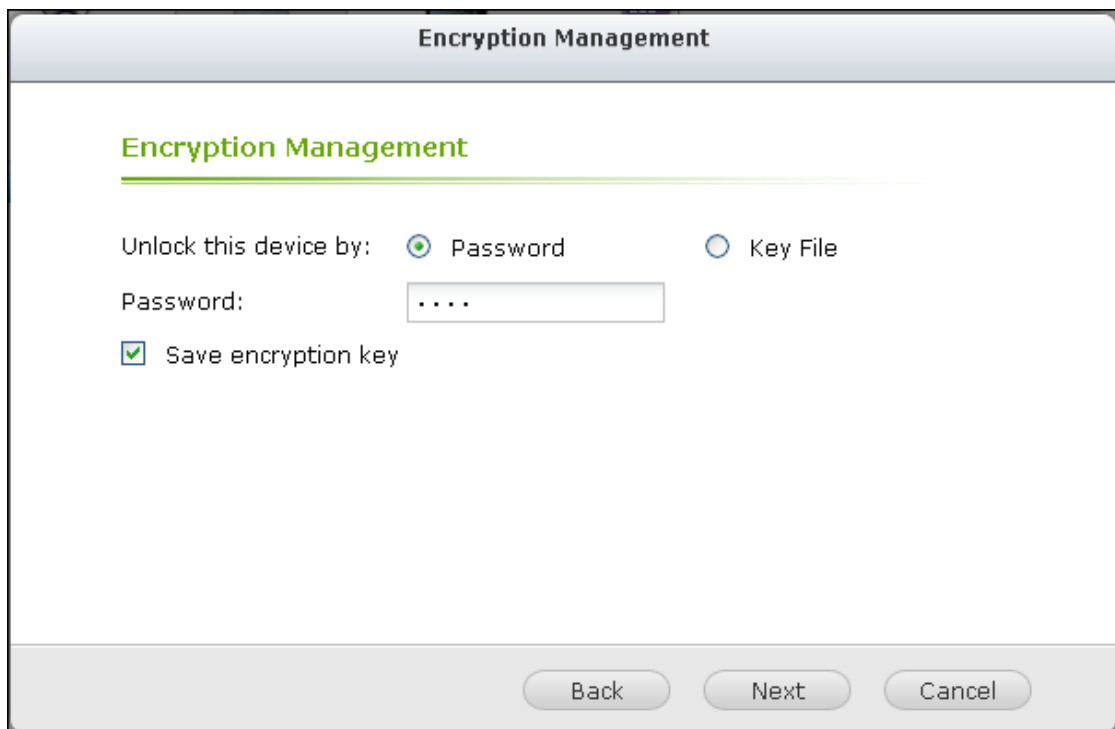 Encryption Management
Encryption Management
Unlock this device by: Password Key File
Password: ····
Save encryption key
Back Next Cancel